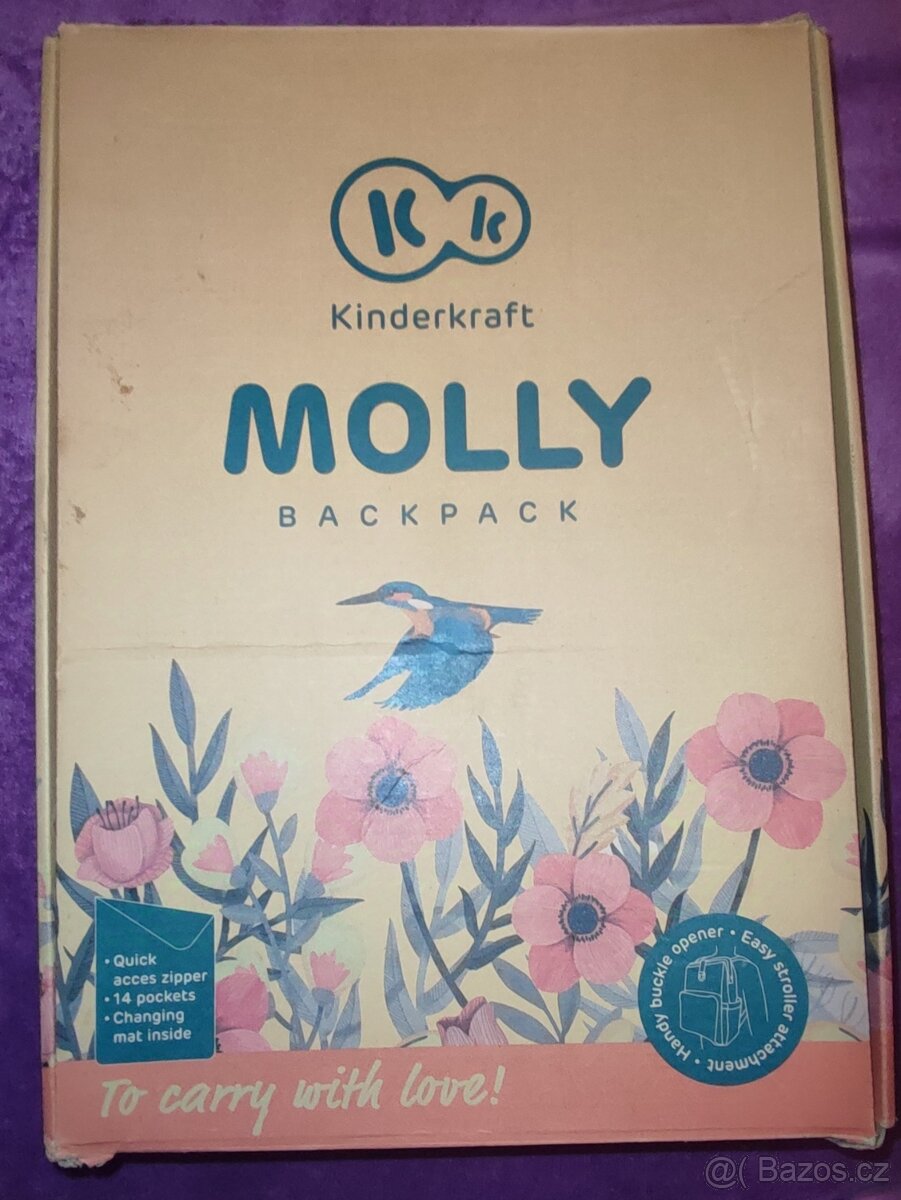 K k
Kinderkraft
MOLLY
BACKPACK
• Quick
acces zipper
• 14 pockets
• Changing
mat inside
• Handy buckle opener • Easy stroller attachment
To carry with love!
@( Bazos.cz